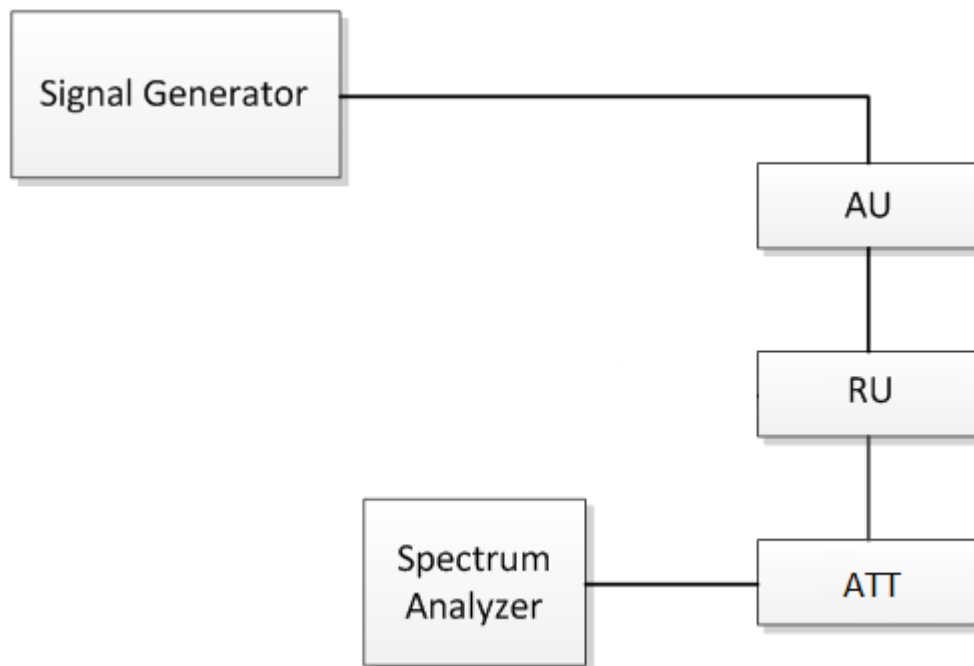 Signal Generator
AU
RU
ATT
Spectrum
Analyzer